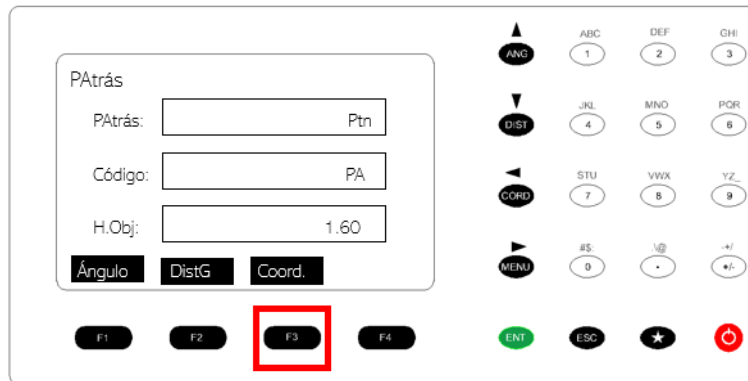 PAtrás
PAtrás: Ptn
Código: PA
H.Obj: 1.60
Ángulo DistG Coord.
F1 F2 F3 F4
ABC DEF GHI
ANG 1 2 3
JKL MNO PQR
DIST 4 5 6
STU VWX YZ_
CORD 7 8 9
#$: .\@ -+/
MENU 0 . +/-
ENT ESC